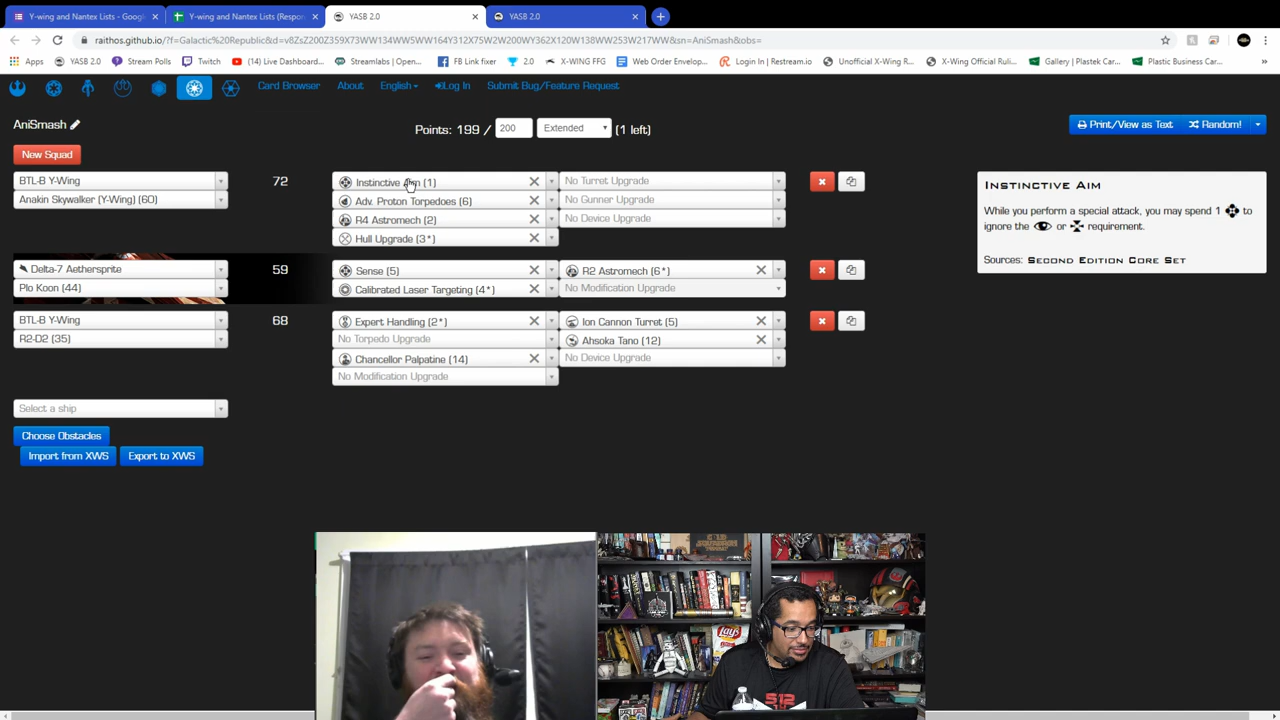 Y-wing and Nantex Lists - Googl
Y-wing and Nantex Lists (Respon
YASB 2.0
YASB 2.0
raithos.github.io/?f=Galactic%20Republic&d=v8ZsZ200Z359X73WW134WW5WW164Y312X75W2W200WY362X120W138WW253W217WW&sn=AniSmash&obs=
Apps YASB 2.0 Stream Polls Twitch (14) Live Dashboard... Streamlabs | Open... FB Link fixer 2.0 X-WING FFG Web Order Envelop... Login In | Restream.io Unofficial X-Wing R... X-Wing Official Ruli... Gallery | Plastek Car... Plastic Business Car...
Card Browser About English Log In Submit Bug/Feature Request
AniSmash
Points: 199 / 200 Extended (1 left)
Print/View as Text Random!
New Squad
BTL-B Y-Wing 72
Anakin Skywalker (Y-Wing) (60)
Instinctive Aim (1) No Turret Upgrade
Adv. Proton Torpedoes (6) No Gunner Upgrade
R4 Astromech (2) No Device Upgrade
Hull Upgrade (3*)
Delta-7 Aethersprite 59
Plo Koon (44)
Sense (5) R2 Astromech (6*)
Calibrated Laser Targeting (4*) No Modification Upgrade
BTL-B Y-Wing 68
R2-D2 (35)
Expert Handling (2*) Ion Cannon Turret (5)
No Torpedo Upgrade Ahsoka Tano (12)
Chancellor Palpatine (14) No Device Upgrade
No Modification Upgrade
Select a ship
Choose Obstacles
Import from XWS Export to XWS
Instinctive Aim
While you perform a special attack, you may spend 1 to
ignore the or requirement.
Sources: Second Edition Core Set
Lay's
512